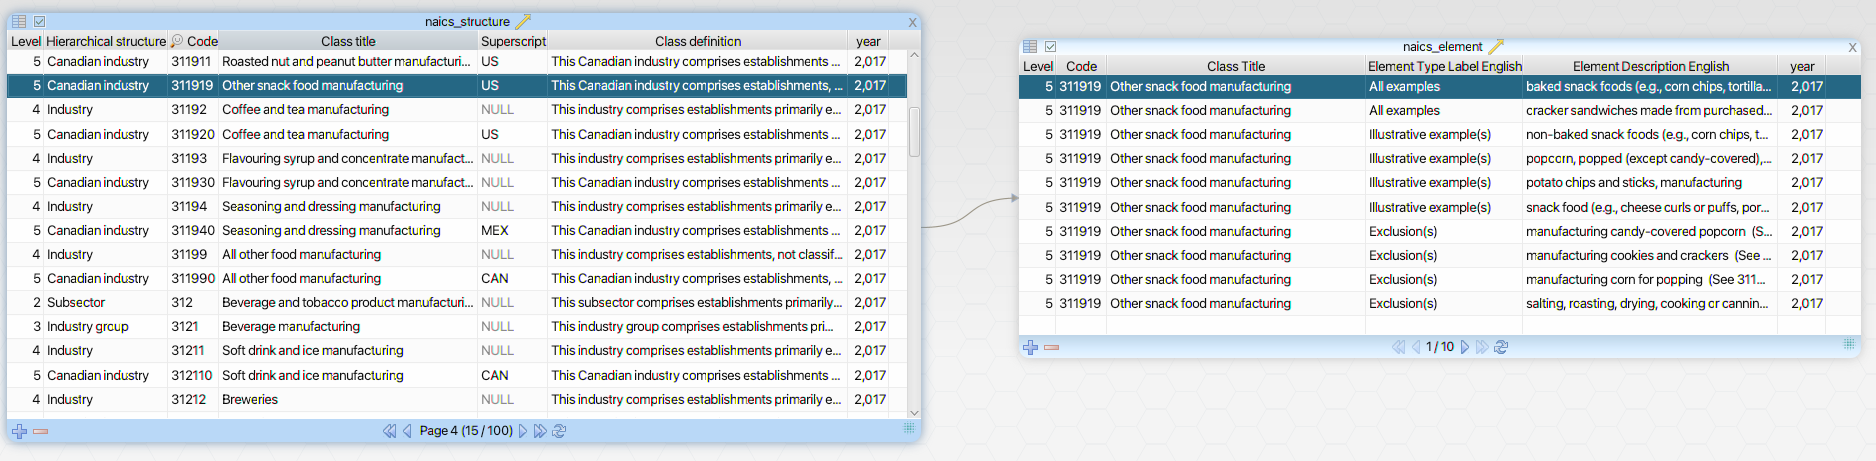 naics_structure X
Level Hierarchical structure Code Class title Superscript Class definition year
5 Canadian industry 311911 Roasted nut and peanut butter manufacturi... US This Canadian industry comprises establishments ... 2,017
5 Canadian industry 311919 Other snack food manufacturing US This Canadian industry comprises establishments, ... 2,017
4 Industry 31192 Coffee and tea manufacturing NULL This industry comprises establishments primarily e... 2,017
5 Canadian industry 311920 Coffee and tea manufacturing US This Canadian industry comprises establishments ... 2,017
4 Industry 31193 Flavouring syrup and concentrate manufact... NULL This industry comprises establishments primarily e... 2,017
5 Canadian industry 311930 Flavouring syrup and concentrate manufact... NULL This Canadian industry comprises establishments ... 2,017
4 Industry 31194 Seasoning and dressing manufacturing NULL This industry comprises establishments primarily e... 2,017
5 Canadian industry 311940 Seasoning and dressing manufacturing MEX This Canadian industry comprises establishments ... 2,017
4 Industry 31199 All other food manufacturing NULL This industry comprises establishments, not classif... 2,017
5 Canadian industry 311990 All other food manufacturing CAN This Canadian industry comprises establishments, ... 2,017
2 Subsector 312 Beverage and tobacco product manufacturi... NULL This subsector comprises establishments primarily... 2,017
3 Industry group 3121 Beverage manufacturing NULL This industry group comprises establishments pri... 2,017
4 Industry 31211 Soft drink and ice manufacturing NULL This industry comprises establishments primarily e... 2,017
5 Canadian industry 312110 Soft drink and ice manufacturing CAN This Canadian industry comprises establishments ... 2,017
4 Industry 31212 Breweries NULL This industry comprises establishments primarily e... 2,017
Page 4 (15 / 100)
naics_element X
Level Code Class Title Element Type Label English Element Description English year
5 311919 Other snack food manufacturing All examples baked snack foods (e.g., corn chips, tortilla... 2,017
5 311919 Other snack food manufacturing All examples cracker sandwiches made from purchased... 2,017
5 311919 Other snack food manufacturing Illustrative example(s) non-baked snack foods (e.g., corn chips, t... 2,017
5 311919 Other snack food manufacturing Illustrative example(s) popcorn, popped (except candy-covered),... 2,017
5 311919 Other snack food manufacturing Illustrative example(s) potato chips and sticks, manufacturing 2,017
5 311919 Other snack food manufacturing Illustrative example(s) snack food (e.g., cheese curls or puffs, por... 2,017
5 311919 Other snack food manufacturing Exclusion(s) manufacturing candy-covered popcorn (S... 2,017
5 311919 Other snack food manufacturing Exclusion(s) manufacturing cookies and crackers (See ... 2,017
5 311919 Other snack food manufacturing Exclusion(s) manufacturing corn for popping (See 311... 2,017
5 311919 Other snack food manufacturing Exclusion(s) salting, roasting, drying, cooking or cannin... 2,017
1 / 10